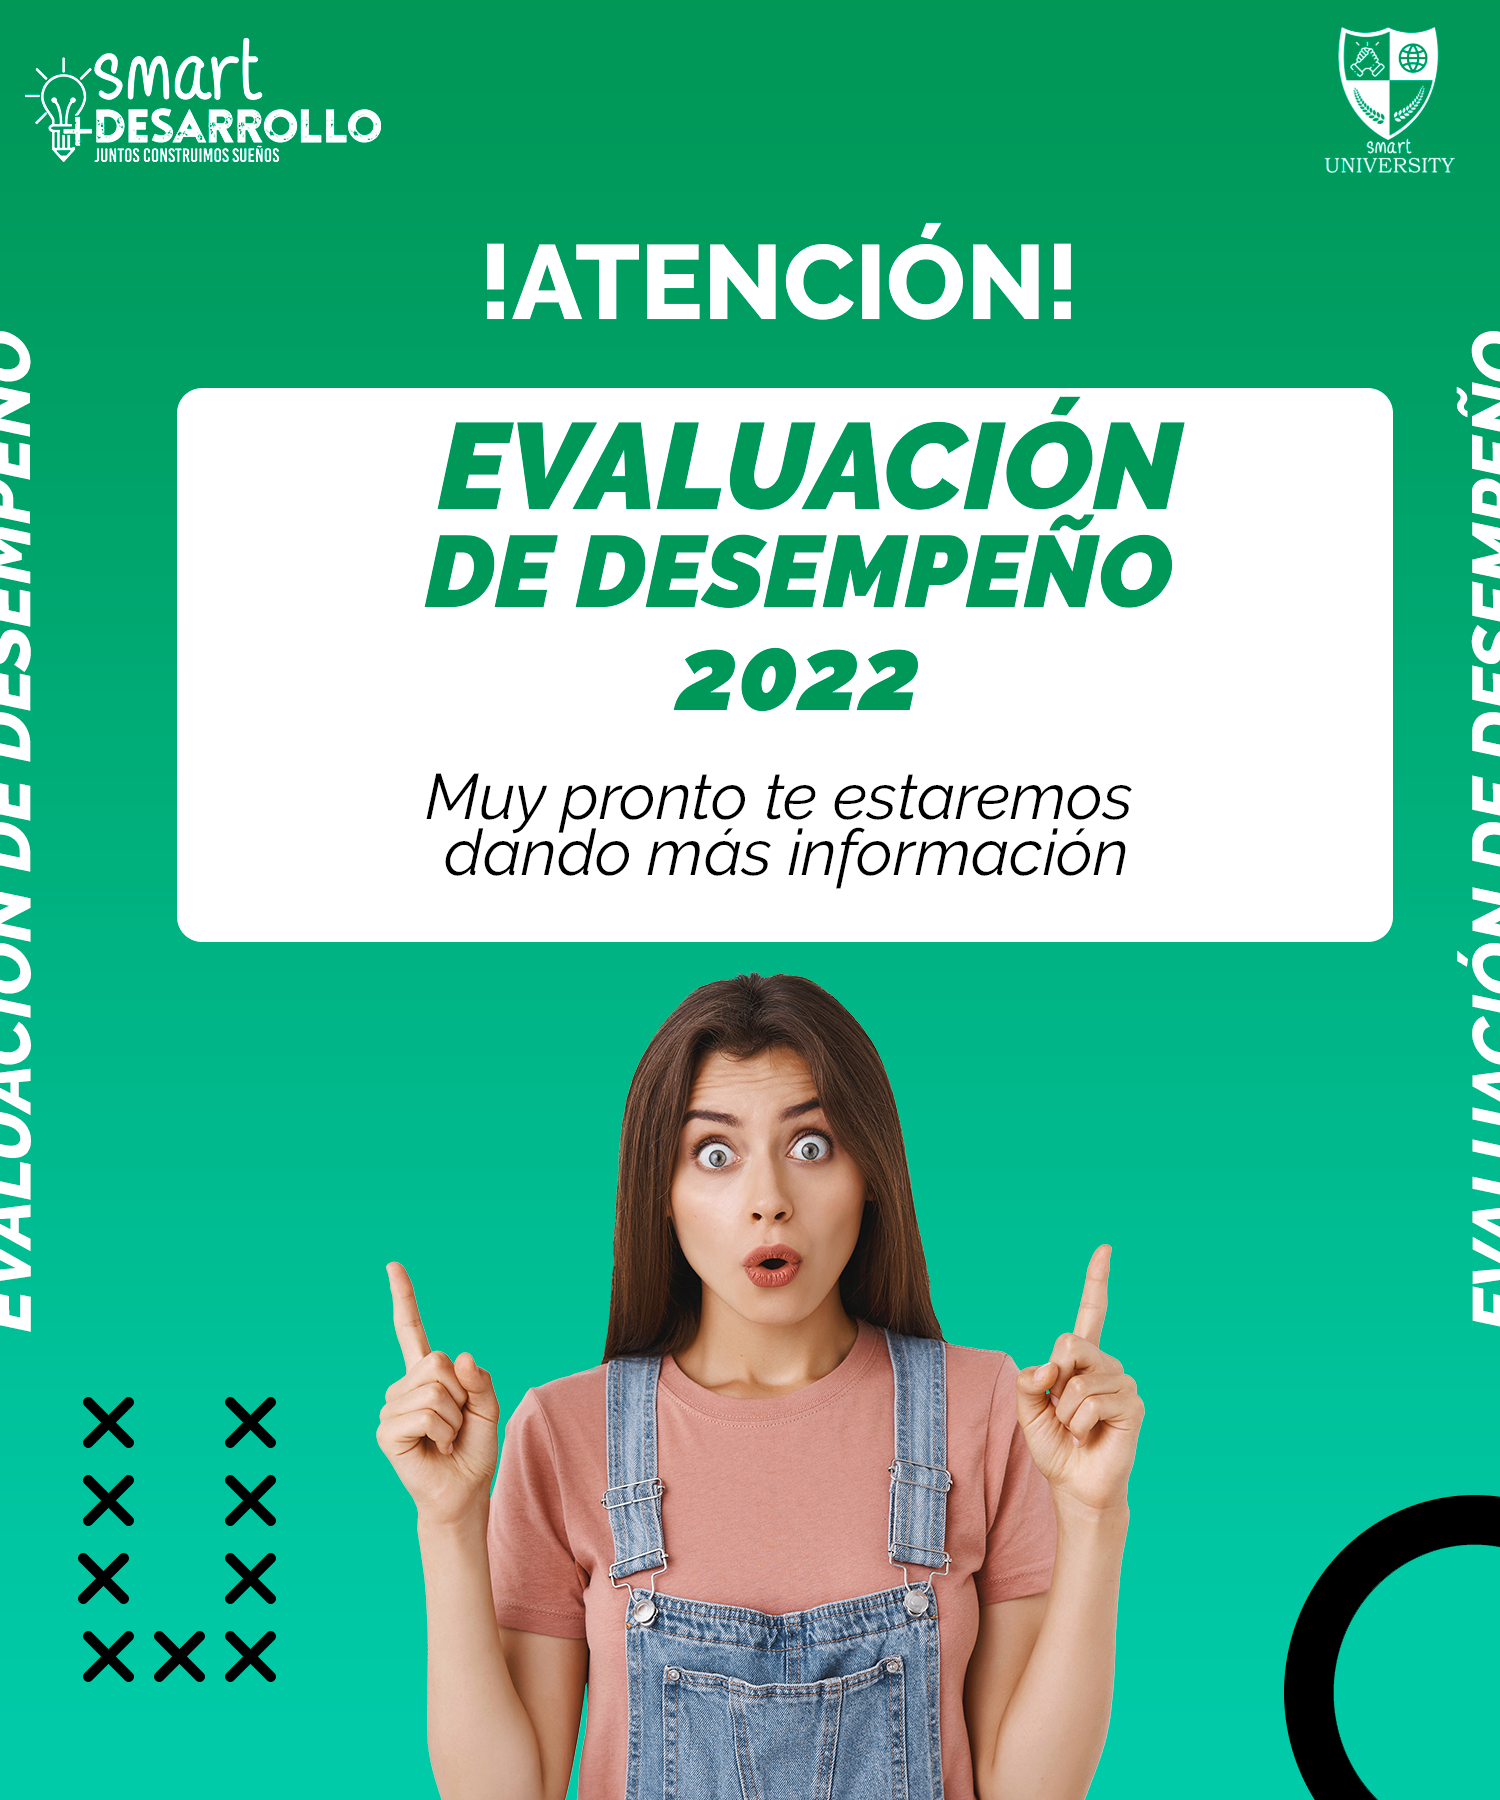 smart
+DESARROLLO
JUNTOS CONSTRUIMOS SUEÑOS
smart
UNIVERSITY
!ATENCIÓN!
EVALUACIÓN
DE DESEMPEÑO
2022
Muy pronto te estaremos
dando más información
EVALUACIÓN DE DESEMPEÑO
EVALUACIÓN DE DESEMPEÑO